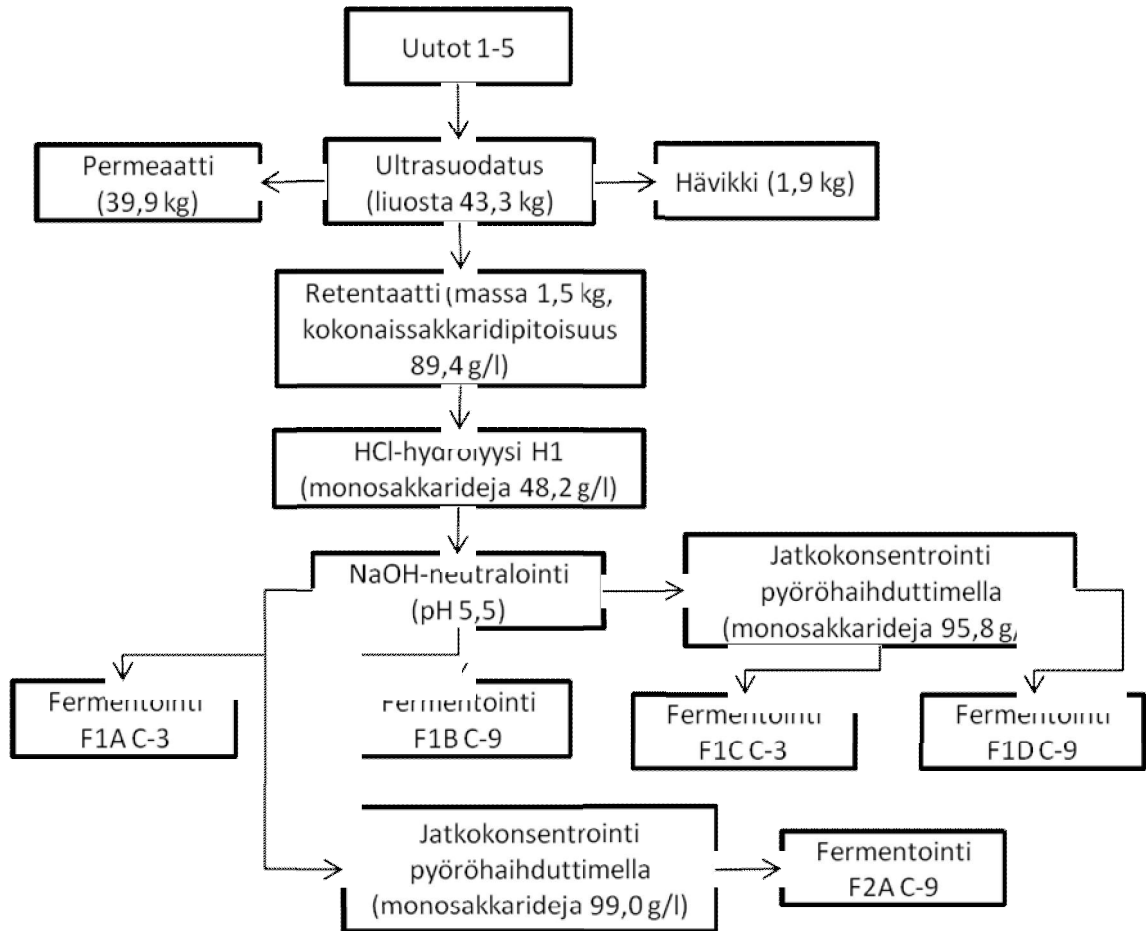 Uutot 1-5
Permeaatti
(39,9 kg)
Ultrasuodatus
(liuosta 43,3 kg)
Hävikki (1,9 kg)
Retentaatti (massa 1,5 kg,
kokonaissakkaridipitoisuus
89,4 g/l)
HCl-hydrolyysi H1
(monosakkarideja 48,2 g/l)
NaOH-neutralointi
(pH 5,5)
Jatkokonsentrointi
pyöröhaihduttimella
(monosakkarideja 95,8 g/
Fermentointi
F1A C-3
Fermentointi
F1B C-9
Fermentointi
F1C C-3
Fermentointi
F1D C-9
Jatkokonsentrointi
pyöröhaihduttimella
(monosakkarideja 99,0 g/l)
Fermentointi
F2A C-9